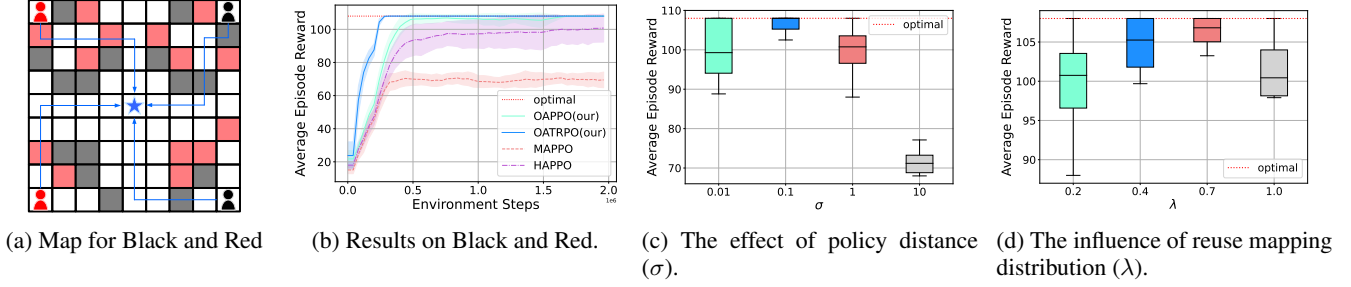 (a) Map for Black and Red
Average Episode Reward
100
80
60
40
20
optimal
OAPPO(our)
OATRPO(our)
MAPPO
HAPPO
0.0
0.5
1.0
1.5
2.0
1e6
Environment Steps
(b) Results on Black and Red.
Average Episode Reward
110
100
90
80
70
optimal
0.01
0.1
1
10
σ
(c) The effect of policy distance
(σ).
Average Episode Reward
105
100
95
90
optimal
0.2
0.4
0.7
1.0
λ
(d) The influence of reuse mapping
distribution (λ).